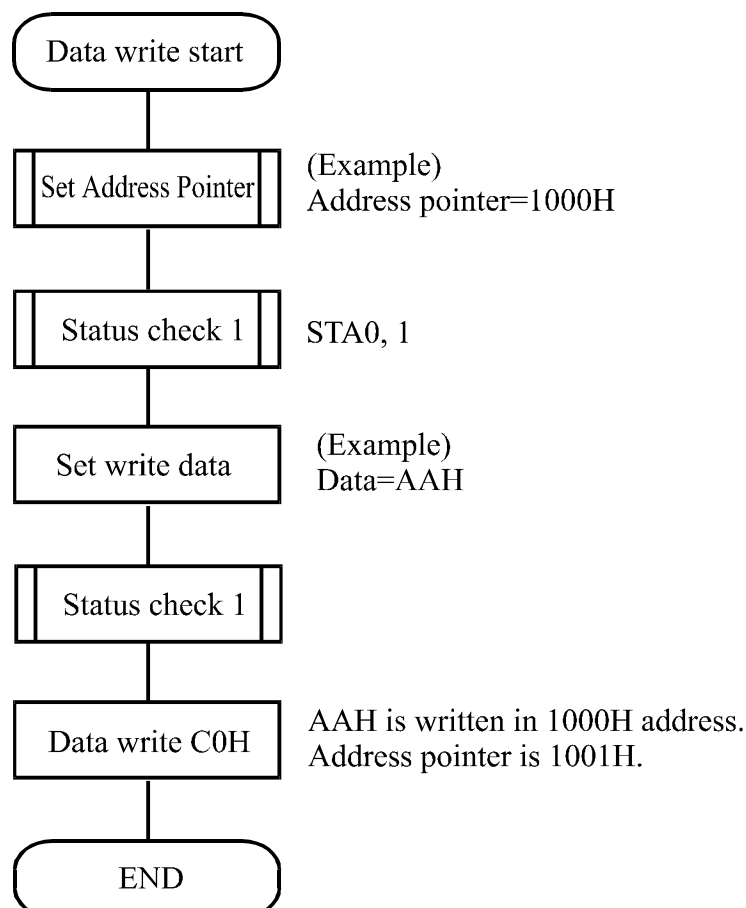 Data write start
Set Address Pointer
(Example)
Address pointer=1000H
Status check 1
STA0, 1
Set write data
(Example)
Data=AAH
Status check 1
Data write C0H
AAH is written in 1000H address.
Address pointer is 1001H.
END